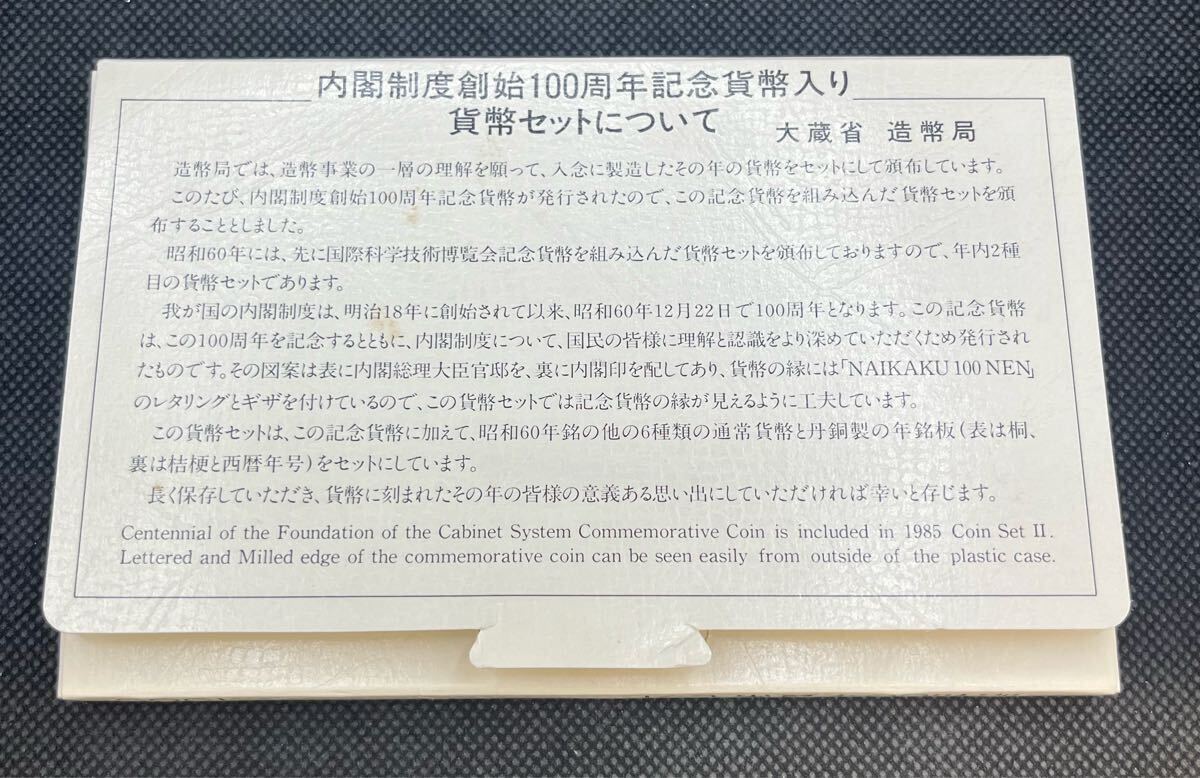 内閣制度創始100周年記念貨幣入り
貨幣セットについて
大蔵省 造幣局
造幣局では、造幣事業の一層の理解を願って、入念に製造したその年の貨幣をセットにして頒布しています。
このたび、内閣制度創始100周年記念貨幣が発行されたので、この記念貨幣を組み込んだ貨幣セットを頒
布することとしました。
昭和60年には、先に国際科学技術博覧会記念貨幣を組み込んだ貨幣セットを頒布しておりますので、年内2種
目の貨幣セットであります。
我が国の内閣制度は、明治18年に創始されて以来、昭和60年12月22日で100周年となります。この記念貨幣
は、この100周年を記念するとともに、内閣制度について、国民の皆様に理解と認識をより深めていただくため発行され
たものです。その図案は表に内閣総理大臣官邸を、裏に内閣印を配してあり、貨幣の縁には「NAIKAKU 100 NEN」
のレタリングとギザを付けているので、この貨幣セットでは記念貨幣の縁が見えるように工夫しています。
この貨幣セットは、この記念貨幣に加えて、昭和60年銘の他の6種類の通常貨幣と丹銅製の年銘板(表は桐、
裏は桔梗と西暦年号)をセットにしています。
長く保存していただき、貨幣に刻まれたその年の皆様の意義ある思い出にしていただければ幸いと存じます。
Centennial of the Foundation of the Cabinet System Commemorative Coin is included in 1985 Coin Set II.
Lettered and Milled edge of the commemorative coin can be seen easily from outside of the plastic case.